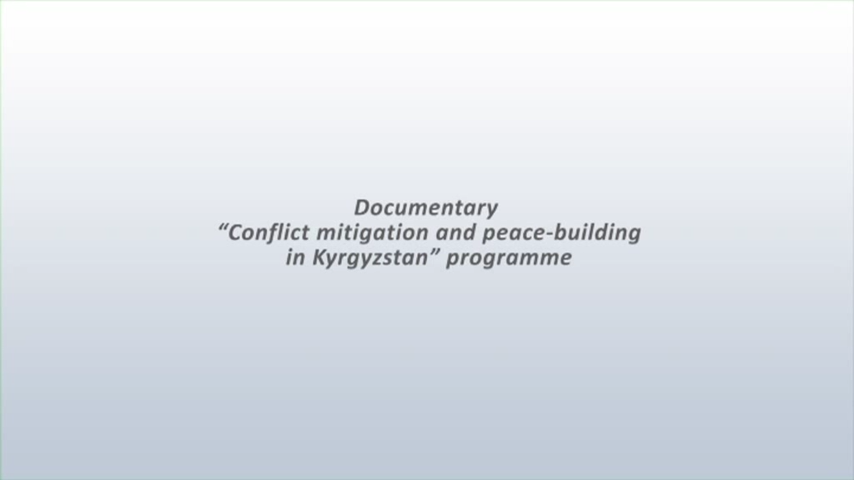 Documentary
“Conflict mitigation and peace-building
in Kyrgyzstan” programme